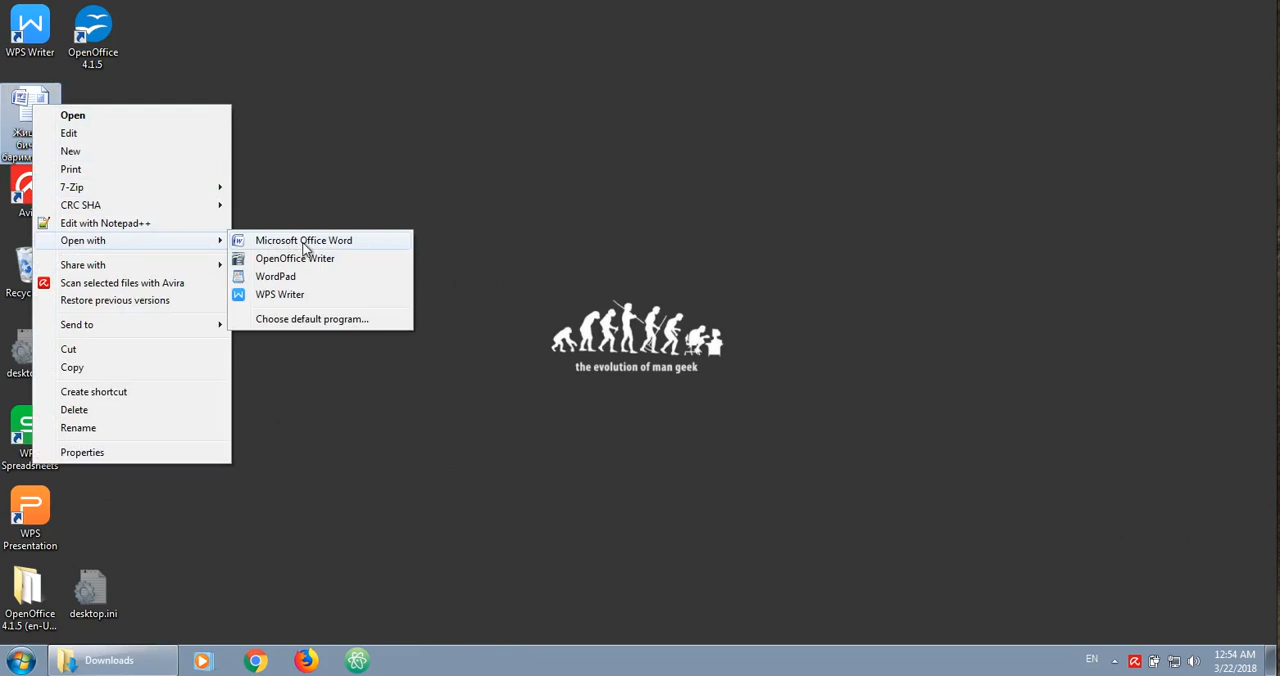 WPS Writer
OpenOffice
4.1.5
бич
Open
Edit
New
Print
7-Zip
CRC SHA
Edit with Notepad++
Open with
Share with
Scan selected files with Avira
Restore previous versions
Send to
Cut
Copy
Create shortcut
Delete
Rename
Properties
Microsoft Office Word
OpenOffice Writer
WordPad
WPS Writer
Choose default program...
the evolution of man geek
Spreadsheets
WPS
Presentation
OpenOffice
4.1.5 (en-U...
desktop.ini
Downloads
EN
12:54 AM
3/22/2018